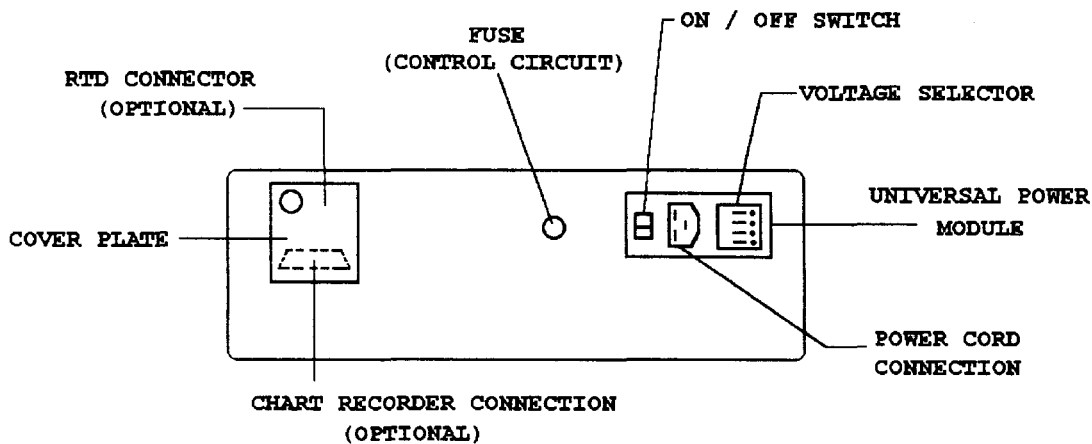 ON / OFF SWITCH
FUSE
(CONTROL CIRCUIT)
RTD CONNECTOR
(OPTIONAL)
VOLTAGE SELECTOR
UNIVERSAL POWER
MODULE
COVER PLATE
POWER CORD
CONNECTION
CHART RECORDER CONNECTION
(OPTIONAL)